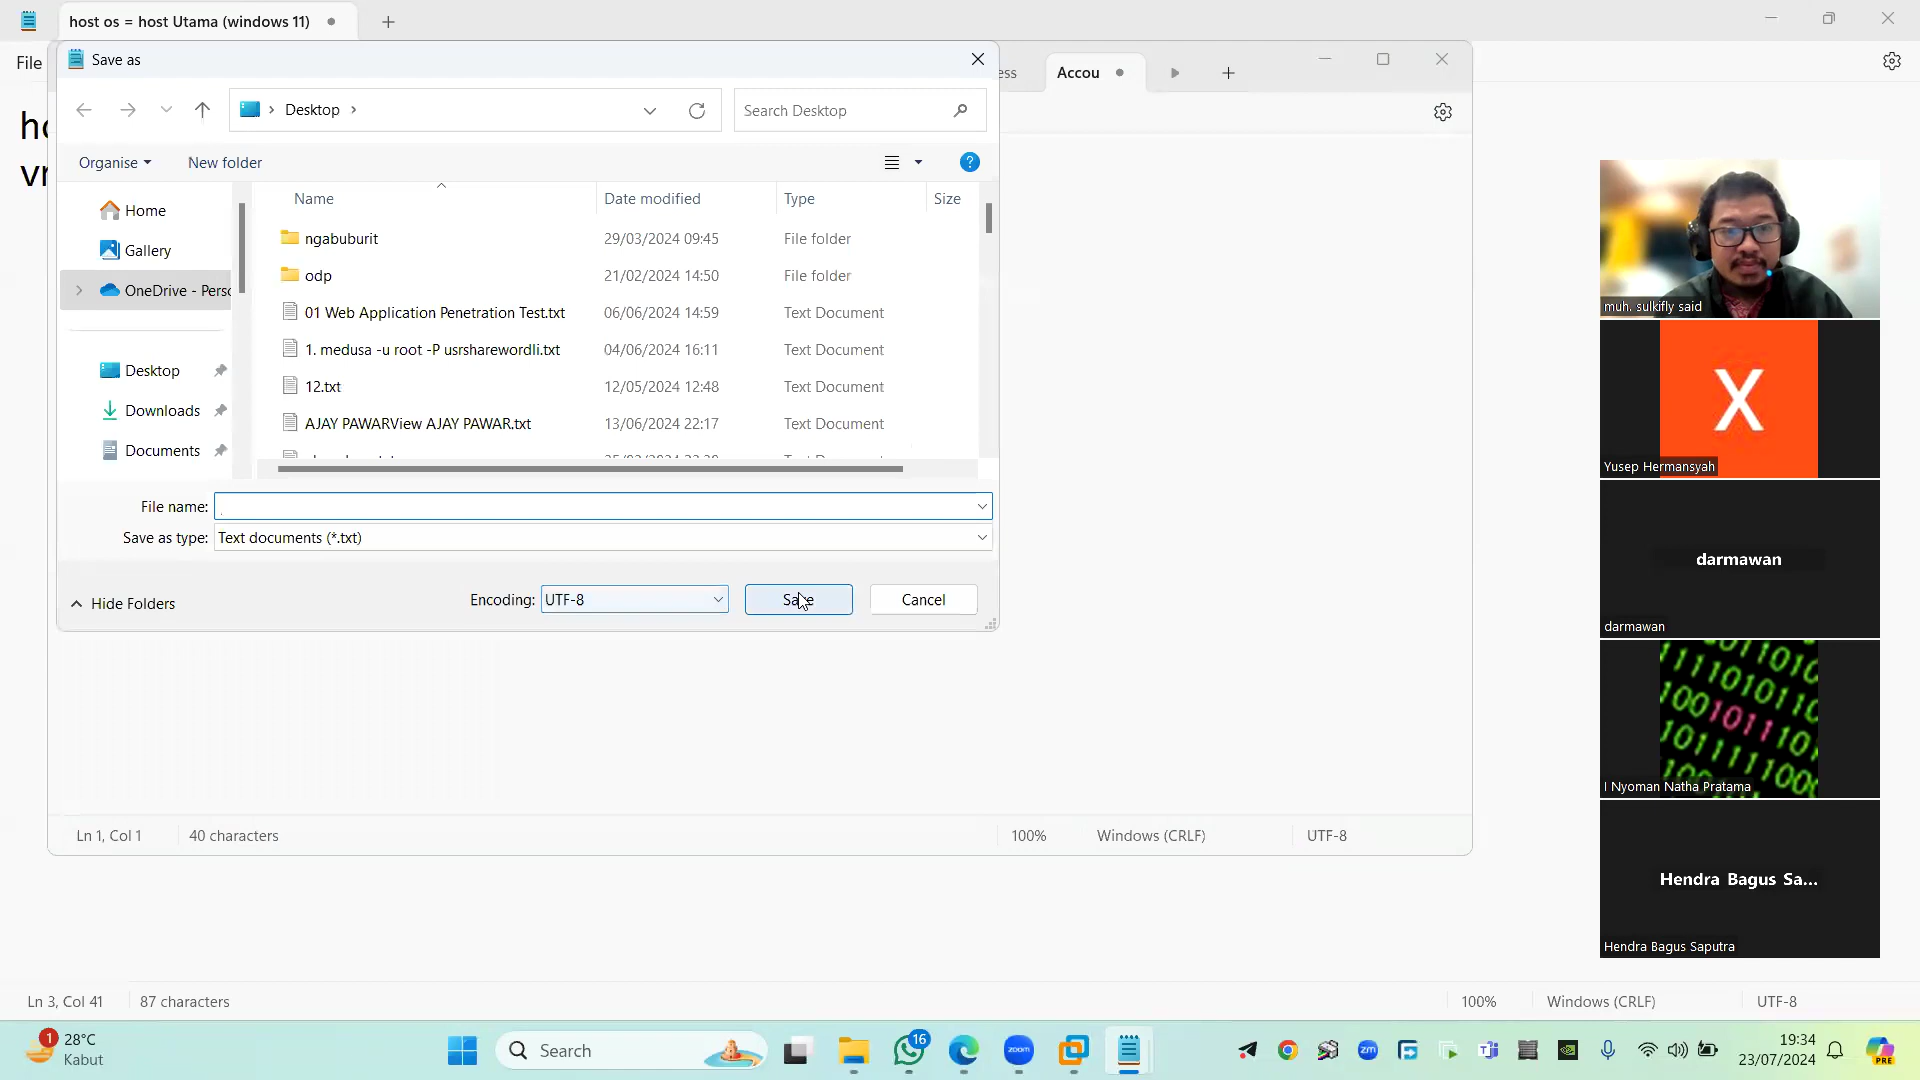 host os = host Utama (windows 11)
File
Save as
ess
Accou
Desktop
Search Desktop
Organise
New folder
Name
Date modified
Type
Size
Home
Gallery
OneDrive - Perso
Desktop
Downloads
Documents
ngabuburit 29/03/2024 09:45 File folder
odp 21/02/2024 14:50 File folder
01 Web Application Penetration Test.txt 06/06/2024 14:59 Text Document
1. medusa -u root -P usrsharewordli.txt 04/06/2024 16:11 Text Document
12.txt 12/05/2024 12:48 Text Document
AJAY PAWARView AJAY PAWAR.txt 13/06/2024 22:17 Text Document
File name:
Save as type: Text documents (*.txt)
Hide Folders
Encoding: UTF-8
Save
Cancel
Ln 1, Col 1
40 characters
100%
Windows (CRLF)
UTF-8
muh. sulkifly said
X
Yusep Hermansyah
darmawan
darmawan
I Nyoman Natha Pratama
Hendra Bagus Sa...
Hendra Bagus Saputra
Ln 3, Col 41
87 characters
100%
Windows (CRLF)
UTF-8
1
28°C
Kabut
Search
16
zoom
zm
19:34
23/07/2024
PRE